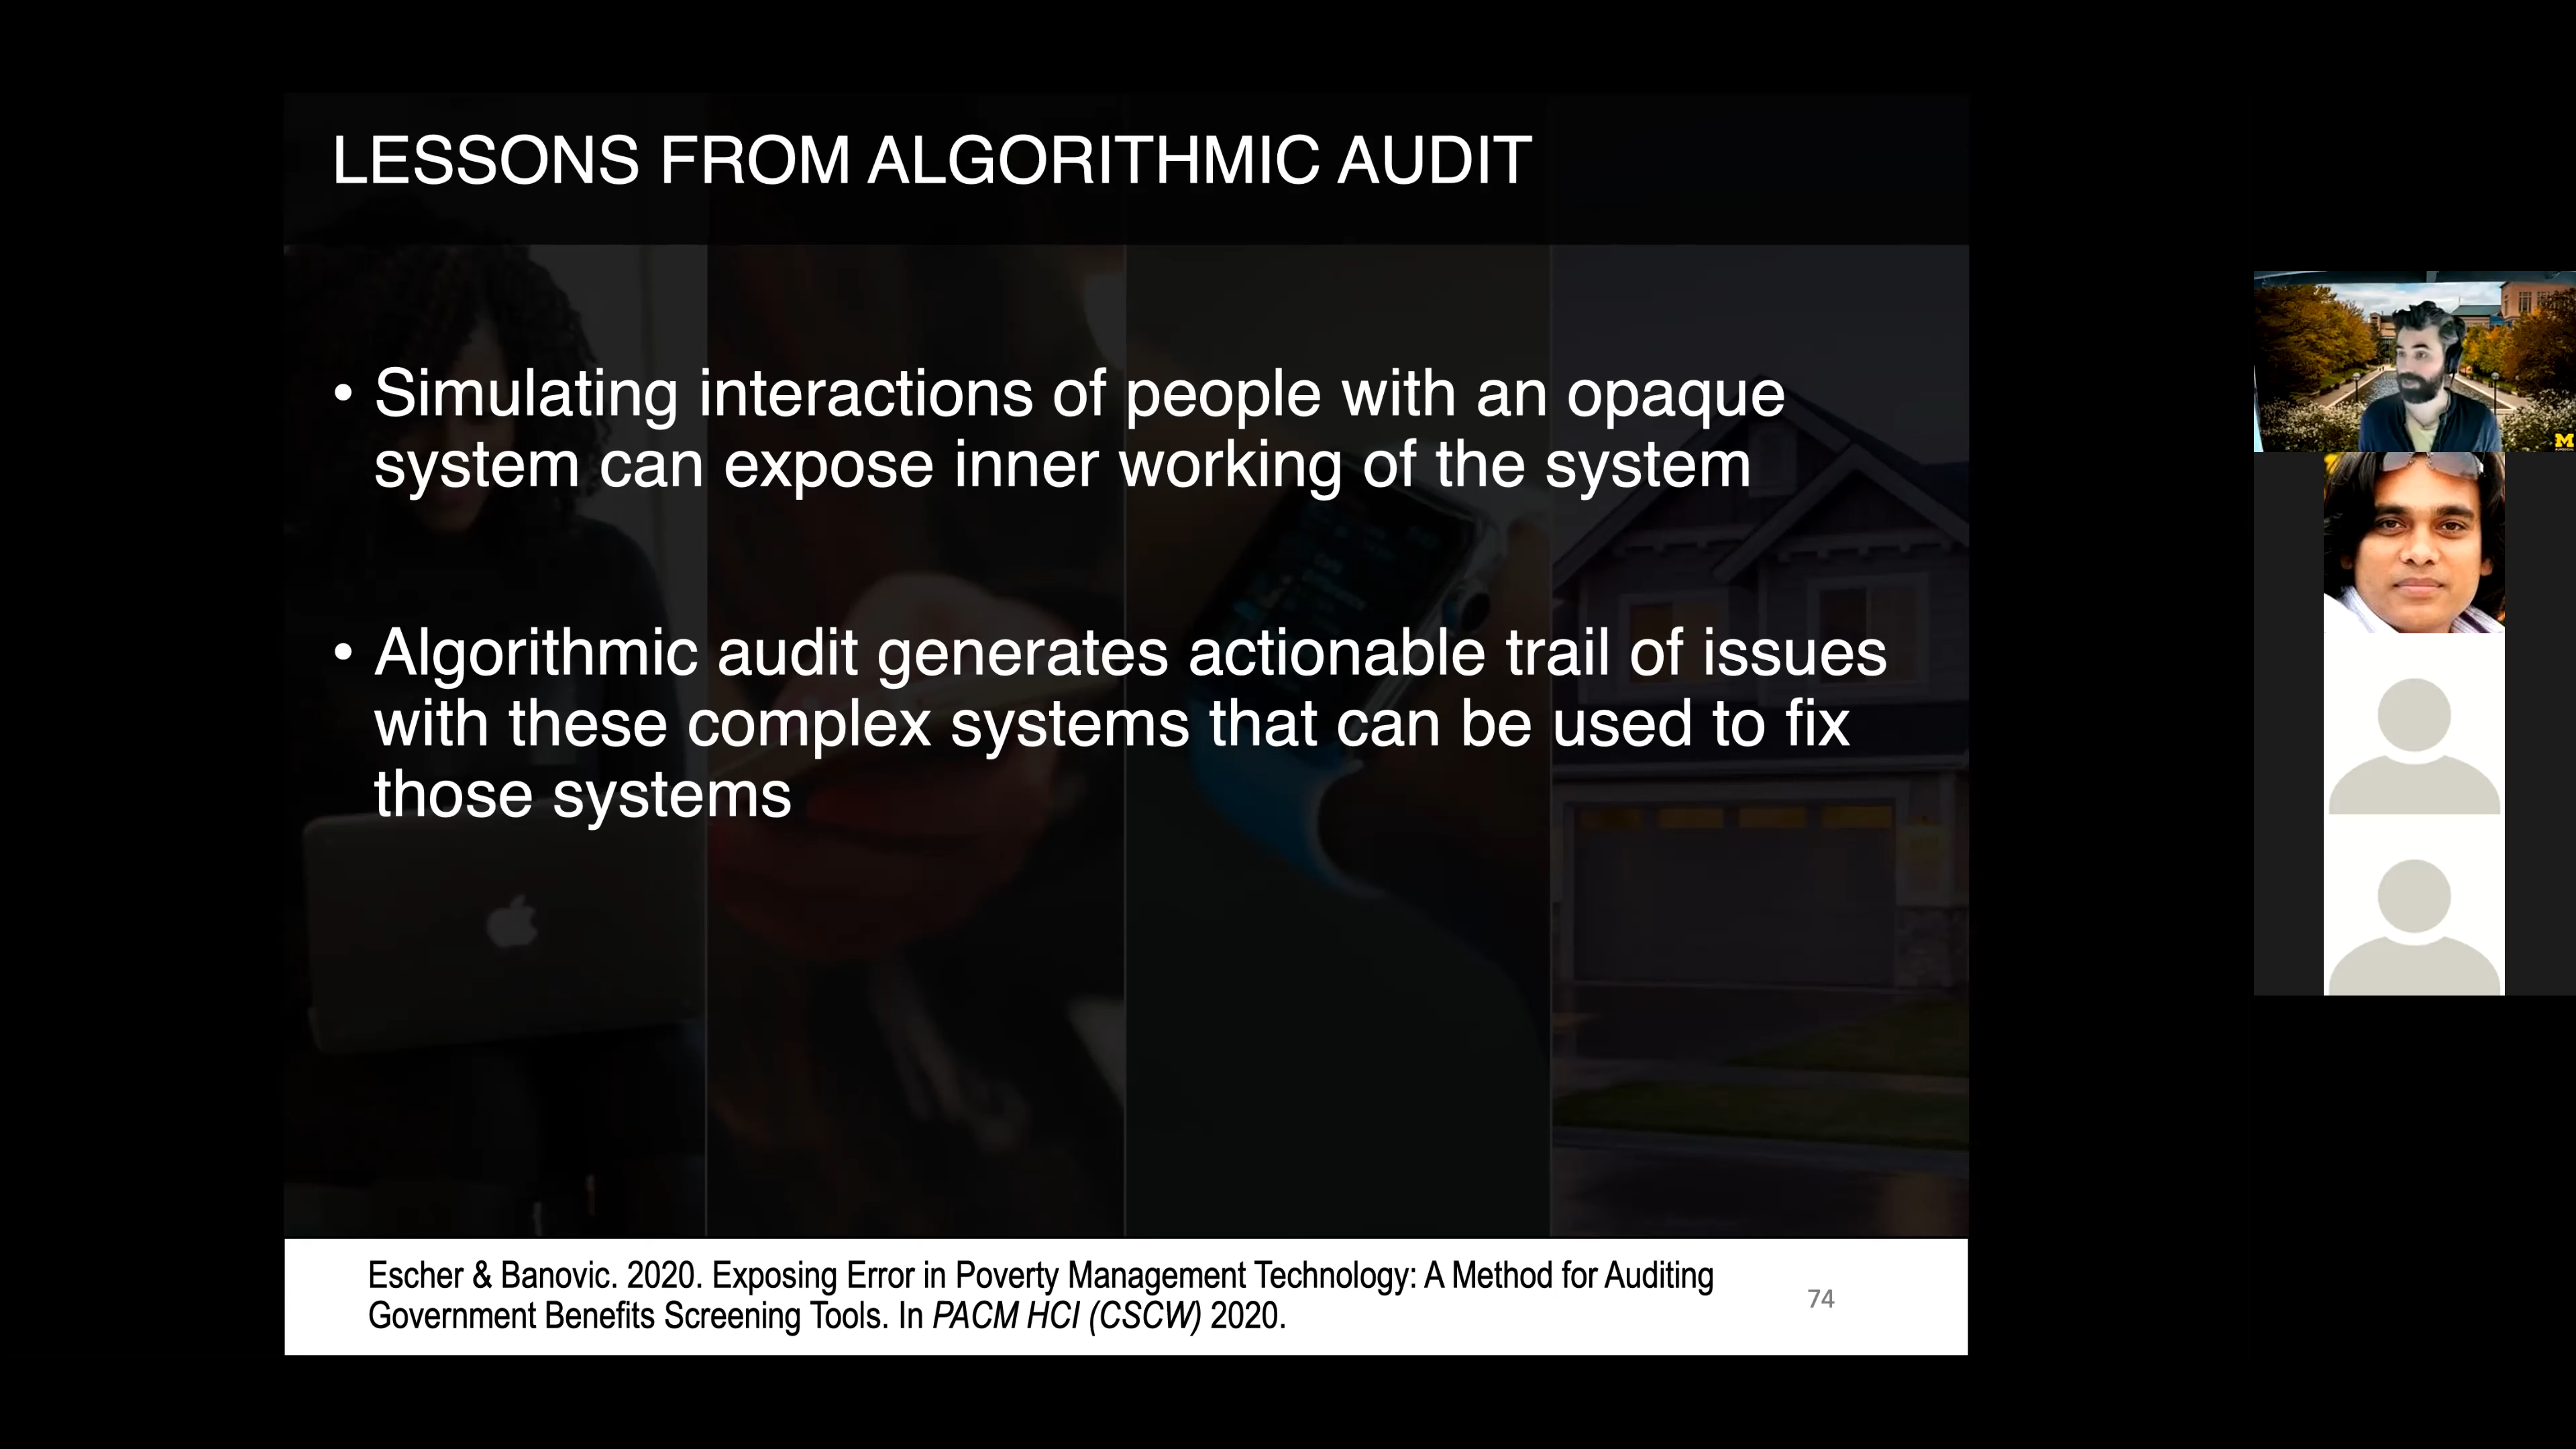 LESSONS FROM ALGORITHMIC AUDIT
• Simulating interactions of people with an opaque
system can expose inner working of the system
• Algorithmic audit generates actionable trail of issues
with these complex systems that can be used to fix
those systems
Escher & Banovic. 2020. Exposing Error in Poverty Management Technology: A Method for Auditing
Government Benefits Screening Tools. In PACM HCI (CSCW) 2020.
74
M